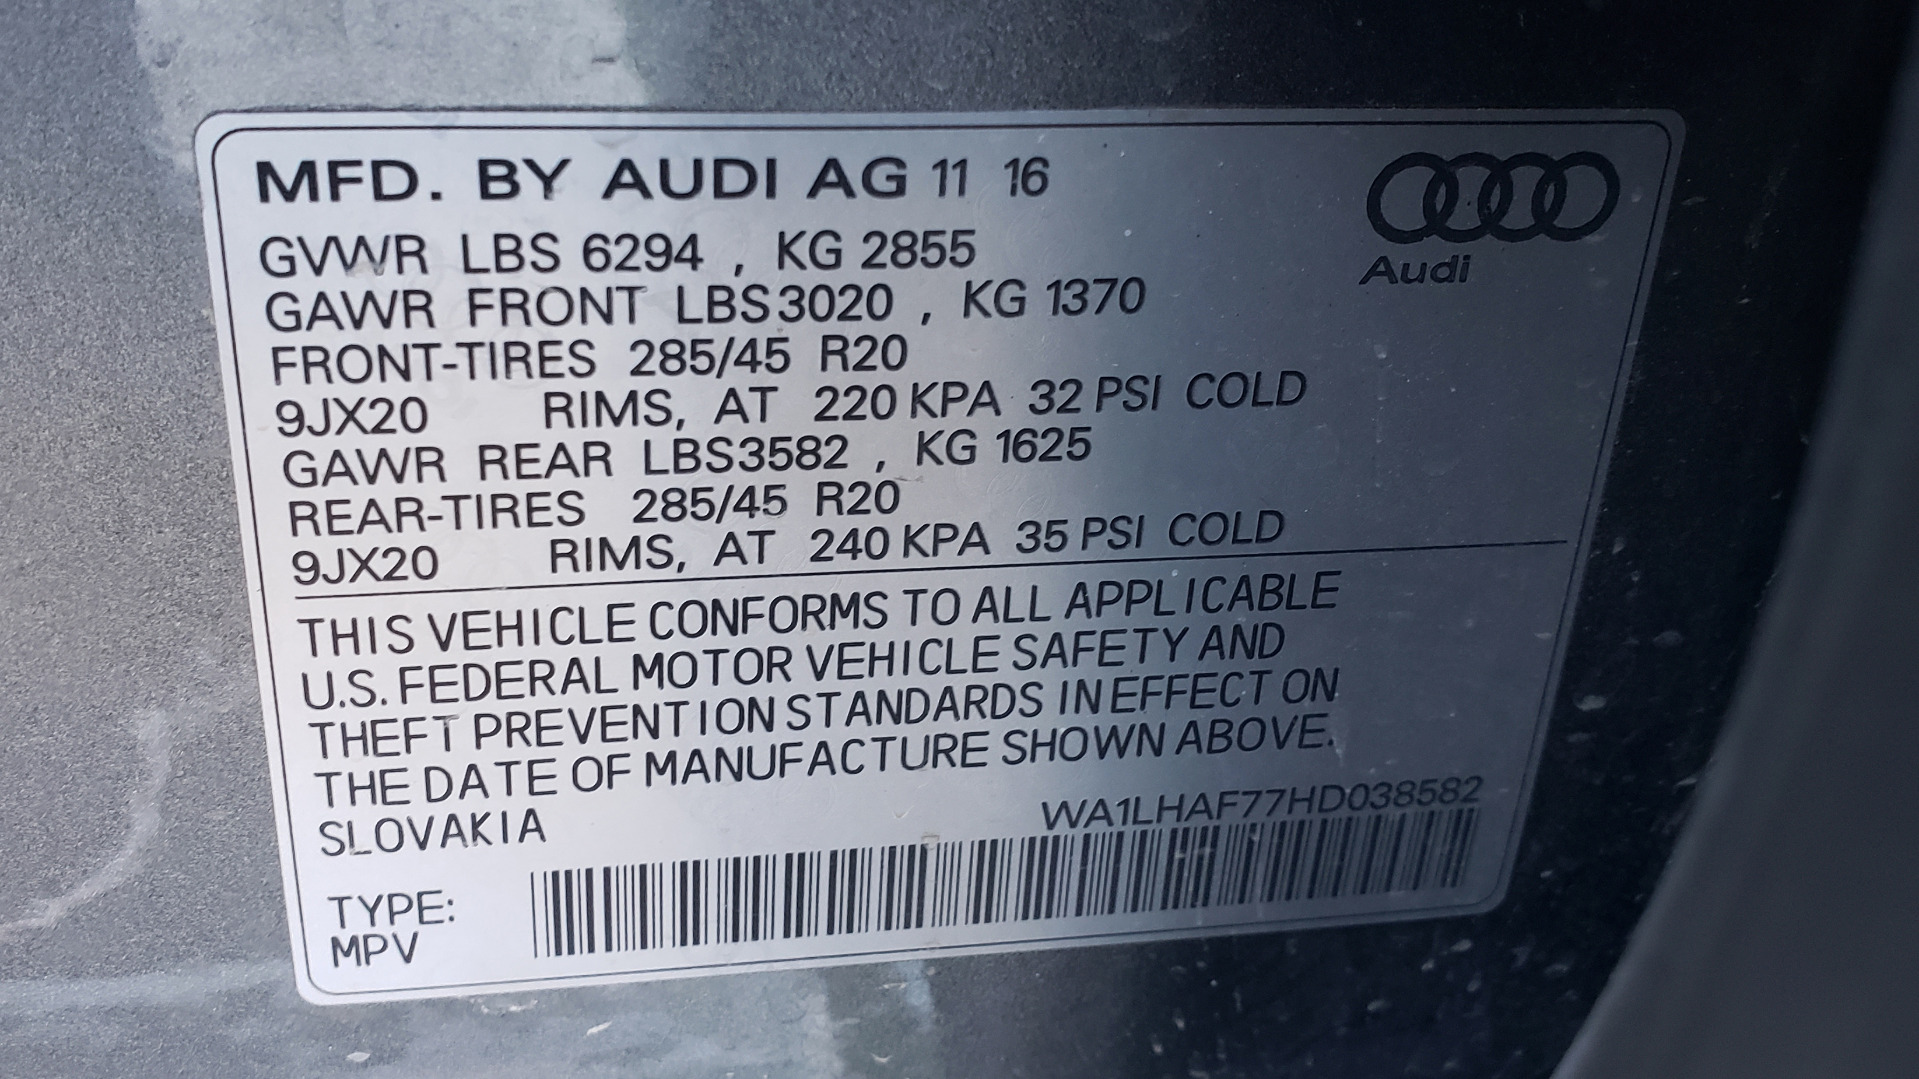 MFD. BY AUDI AG 11 16
Audi
GVWR LBS 6294 , KG 2855
GAWR FRONT LBS3020 , KG 1370
FRONT-TIRES 285/45 R20
9JX20 RIMS, AT 220 KPA 32 PSI COLD
GAWR REAR LBS3582 , KG 1625
REAR-TIRES 285/45 R20
9JX20 RIMS, AT 240 KPA 35 PSI COLD
THIS VEHICLE CONFORMS TO ALL APPLICABLE
U.S. FEDERAL MOTOR VEHICLE SAFETY AND
THEFT PREVENTION STANDARDS IN EFFECT ON
THE DATE OF MANUFACTURE SHOWN ABOVE.
SLOVAKIA WA1LHAF77HD038582
TYPE:
MPV